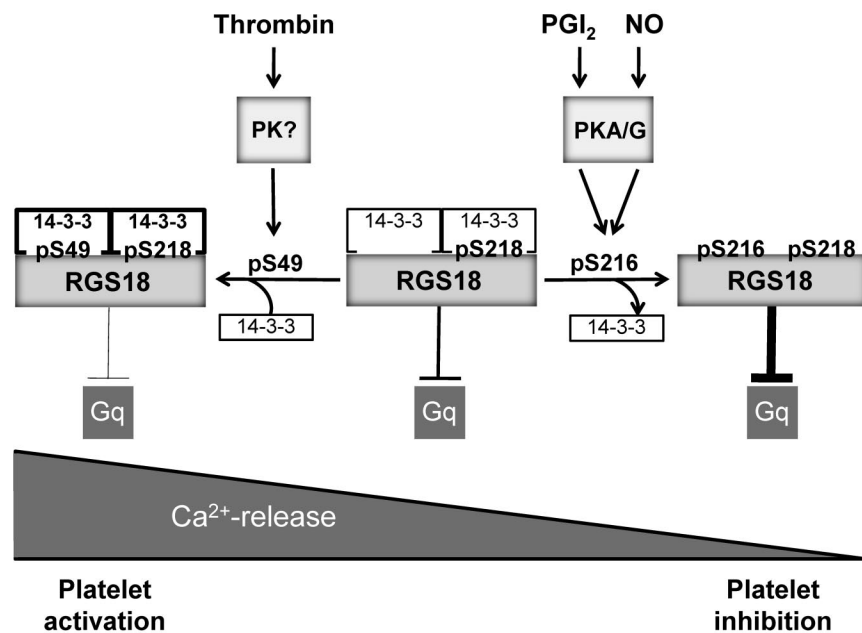 Thrombin
PGI₂ NO
PK?
PKA/G
14-3-3 14-3-3
pS49 pS218
RGS18
pS49
14-3-3
14-3-3 14-3-3
pS218
RGS18
pS216
14-3-3
pS216 pS218
RGS18
Gq
Gq
Gq
Ca²⁺-release
Platelet
activation
Platelet
inhibition